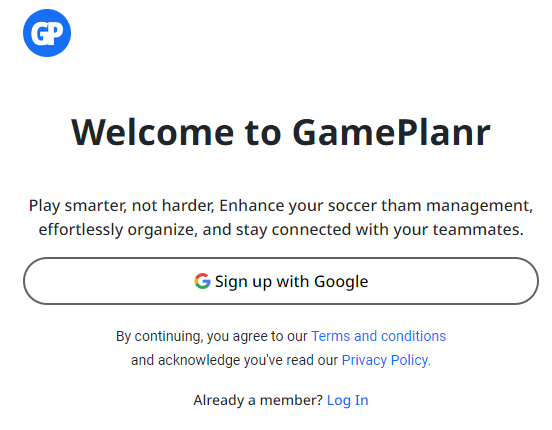 GP
Welcome to GamePlanr
Play smarter, not harder, Enhance your soccer tham management,
effortlessly organize, and stay connected with your teammates.
Sign up with Google
By continuing, you agree to our Terms and conditions
and acknowledge you've read our Privacy Policy.
Already a member? Log In